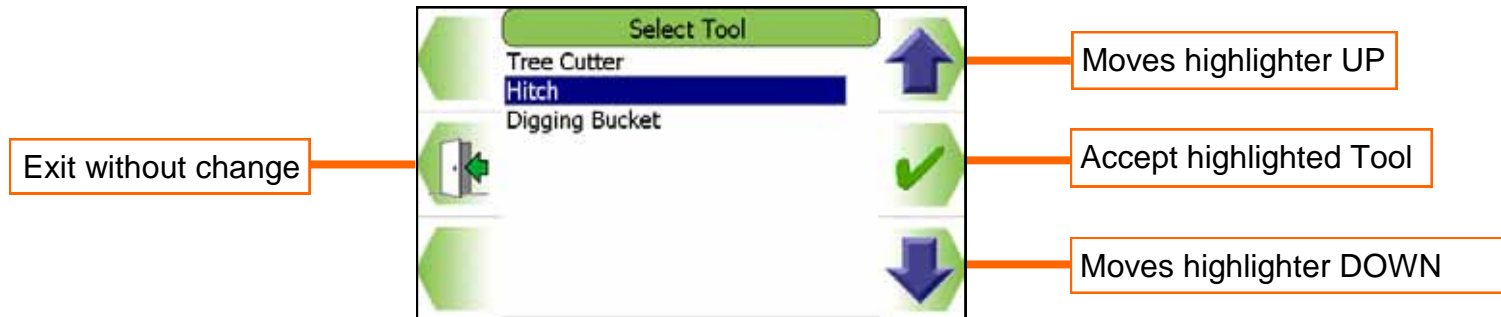 Select Tool
Tree Cutter
Hitch
Digging Bucket
Exit without change
Moves highlighter UP
Accept highlighted Tool
Moves highlighter DOWN